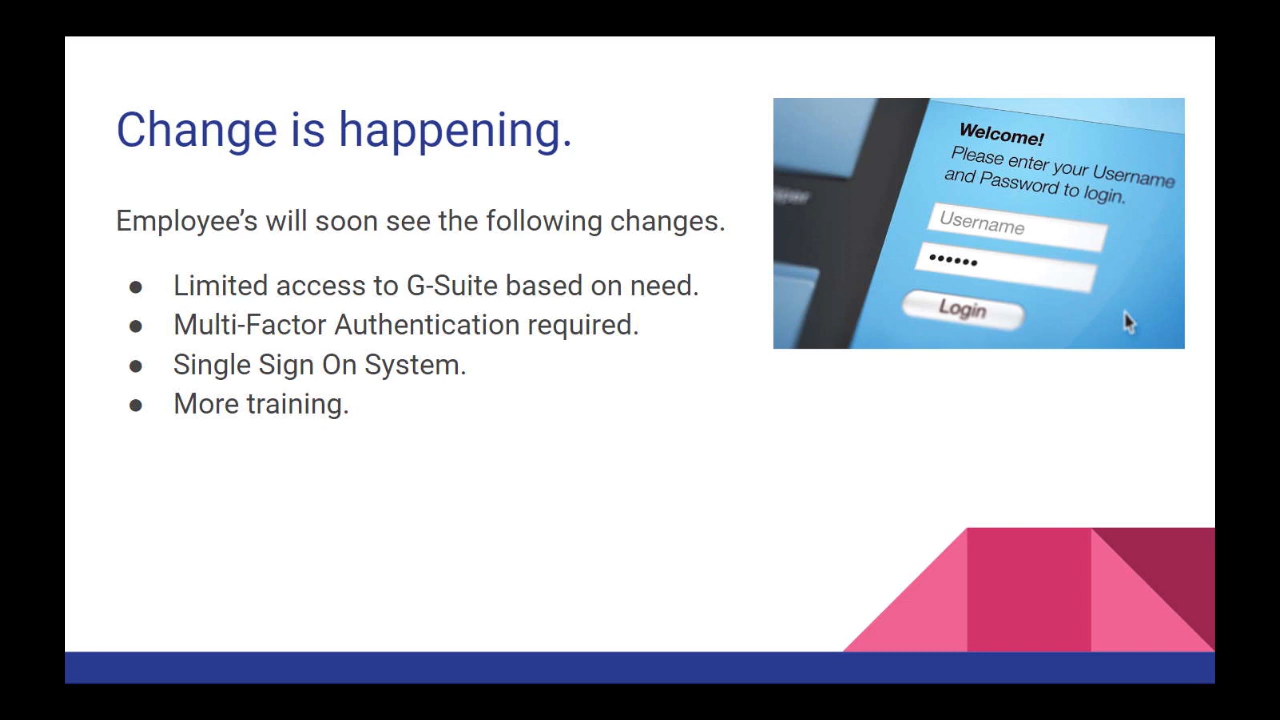 Change is happening.
Employee's will soon see the following changes.
● Limited access to G-Suite based on need.
● Multi-Factor Authentication required.
● Single Sign On System.
● More training.
Welcome!
Please enter your Username
and Password to login.
Username
••••••
Login